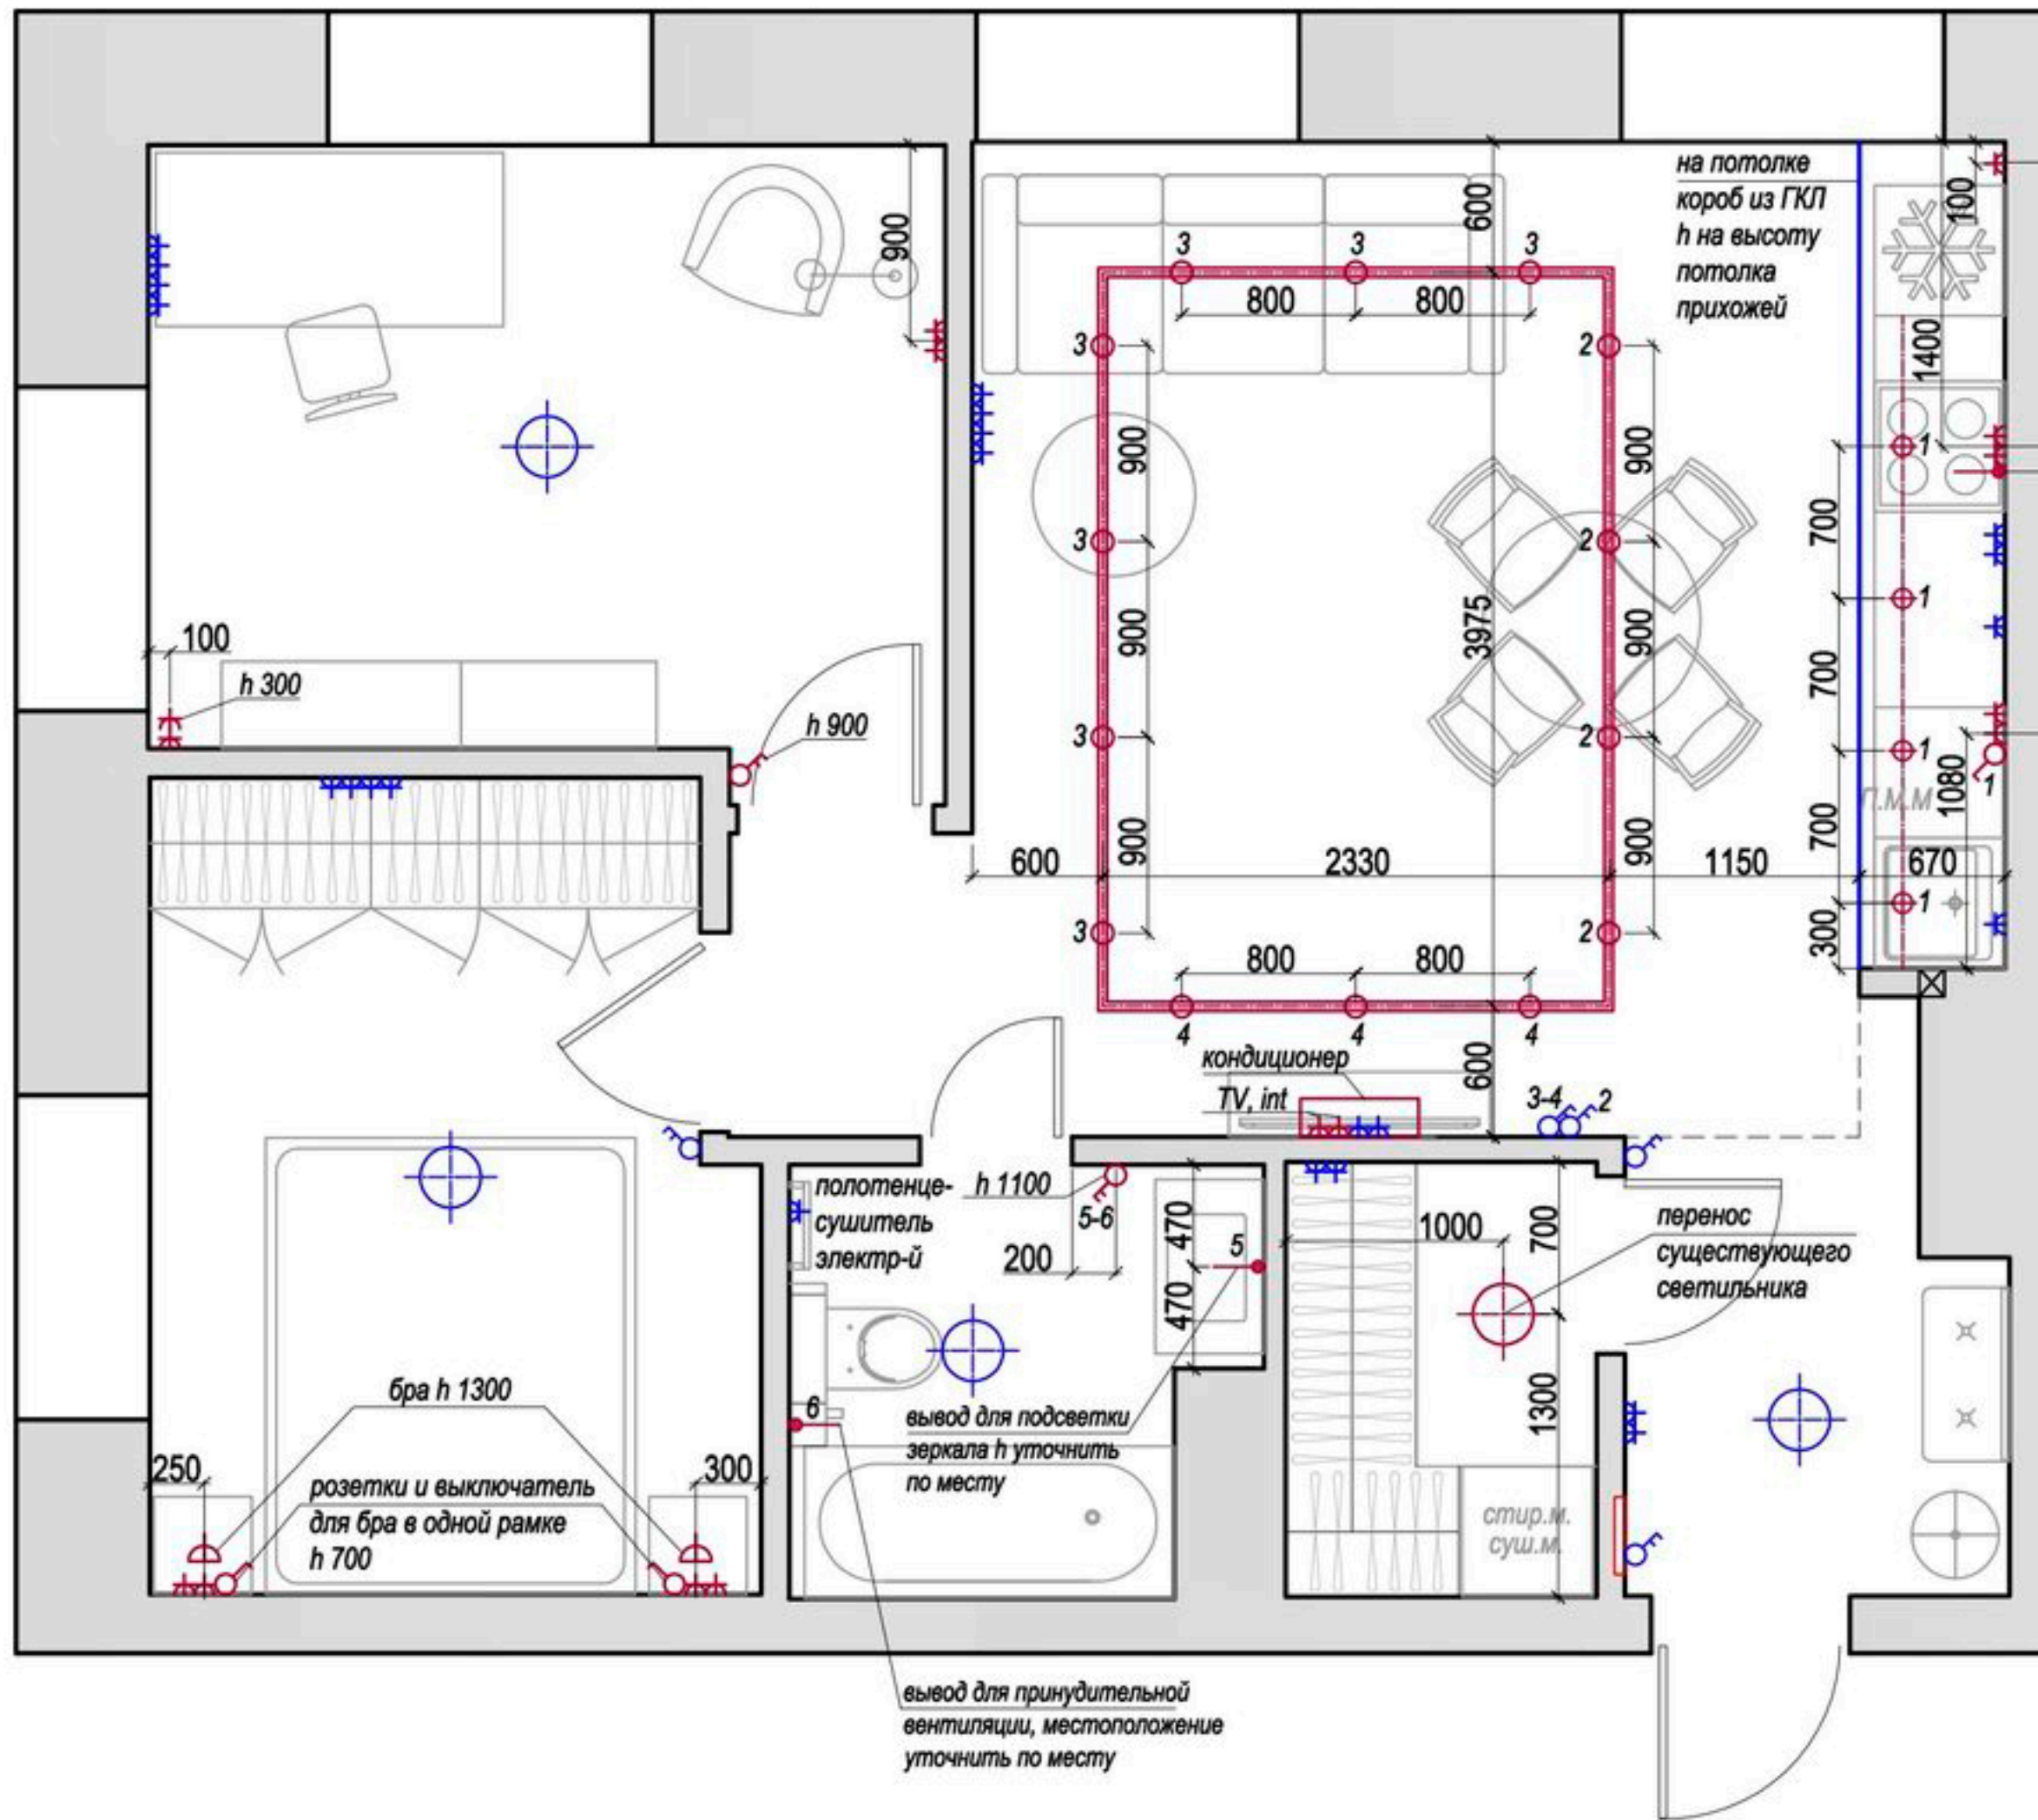 на потолке
короб из ГКЛ
h на высоту
потолка
прихожей
600
100
900
3
3
3
800
800
1400
3
2
1
900
900
700
3
2
1
100
h 300
h 900
900
3975
900
700
3
2
1
1080
1
П.М.М
900
900
700
600
2330
1150
670
1
300
3
2
800
800
4
4
4
кондиционер
TV, int
600
3-4
2
полотенце-
сушитель
электр-й
h 1100
5-6
200
470
470
5
1000
700
1300
перенос
существующего
светильника
бра h 1300
6
вывод для подсветки
зеркала h уточнить
по месту
250
300
розетки и выключатель
для бра в одной рамке
h 700
стир.м.
суш.м.
вывод для принудительной
вентиляции, местоположение
уточнить по месту